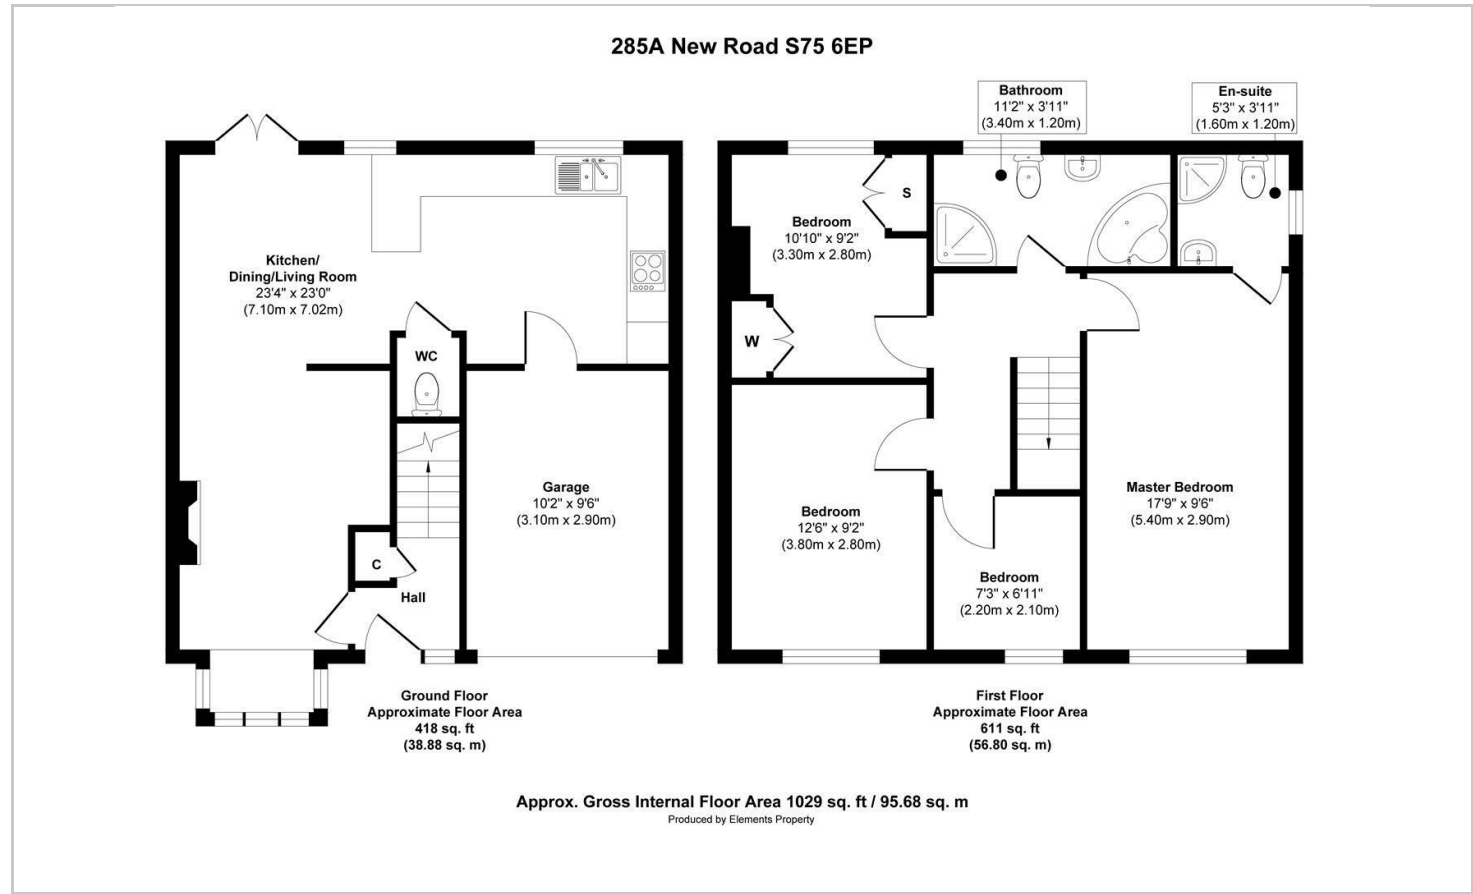 285A New Road S75 6EP
Bathroom
11'2" x 3'11"
(3.40m x 1.20m)
En-suite
5'3" x 3'11"
(1.60m x 1.20m)
Kitchen/
Dining/Living Room
23'4" x 23'0"
(7.10m x 7.02m)
WC
Garage
10'2" x 9'6"
(3.10m x 2.90m)
C
Hall
S
Bedroom
10'10" x 9'2"
(3.30m x 2.80m)
W
Bedroom
12'6" x 9'2"
(3.80m x 2.80m)
Bedroom
7'3" x 6'11"
(2.20m x 2.10m)
Master Bedroom
17'9" x 9'6"
(5.40m x 2.90m)
Ground Floor
Approximate Floor Area
418 sq. ft
(38.88 sq. m)
First Floor
Approximate Floor Area
611 sq. ft
(56.80 sq. m)
Approx. Gross Internal Floor Area 1029 sq. ft / 95.68 sq. m
Produced by Elements Property